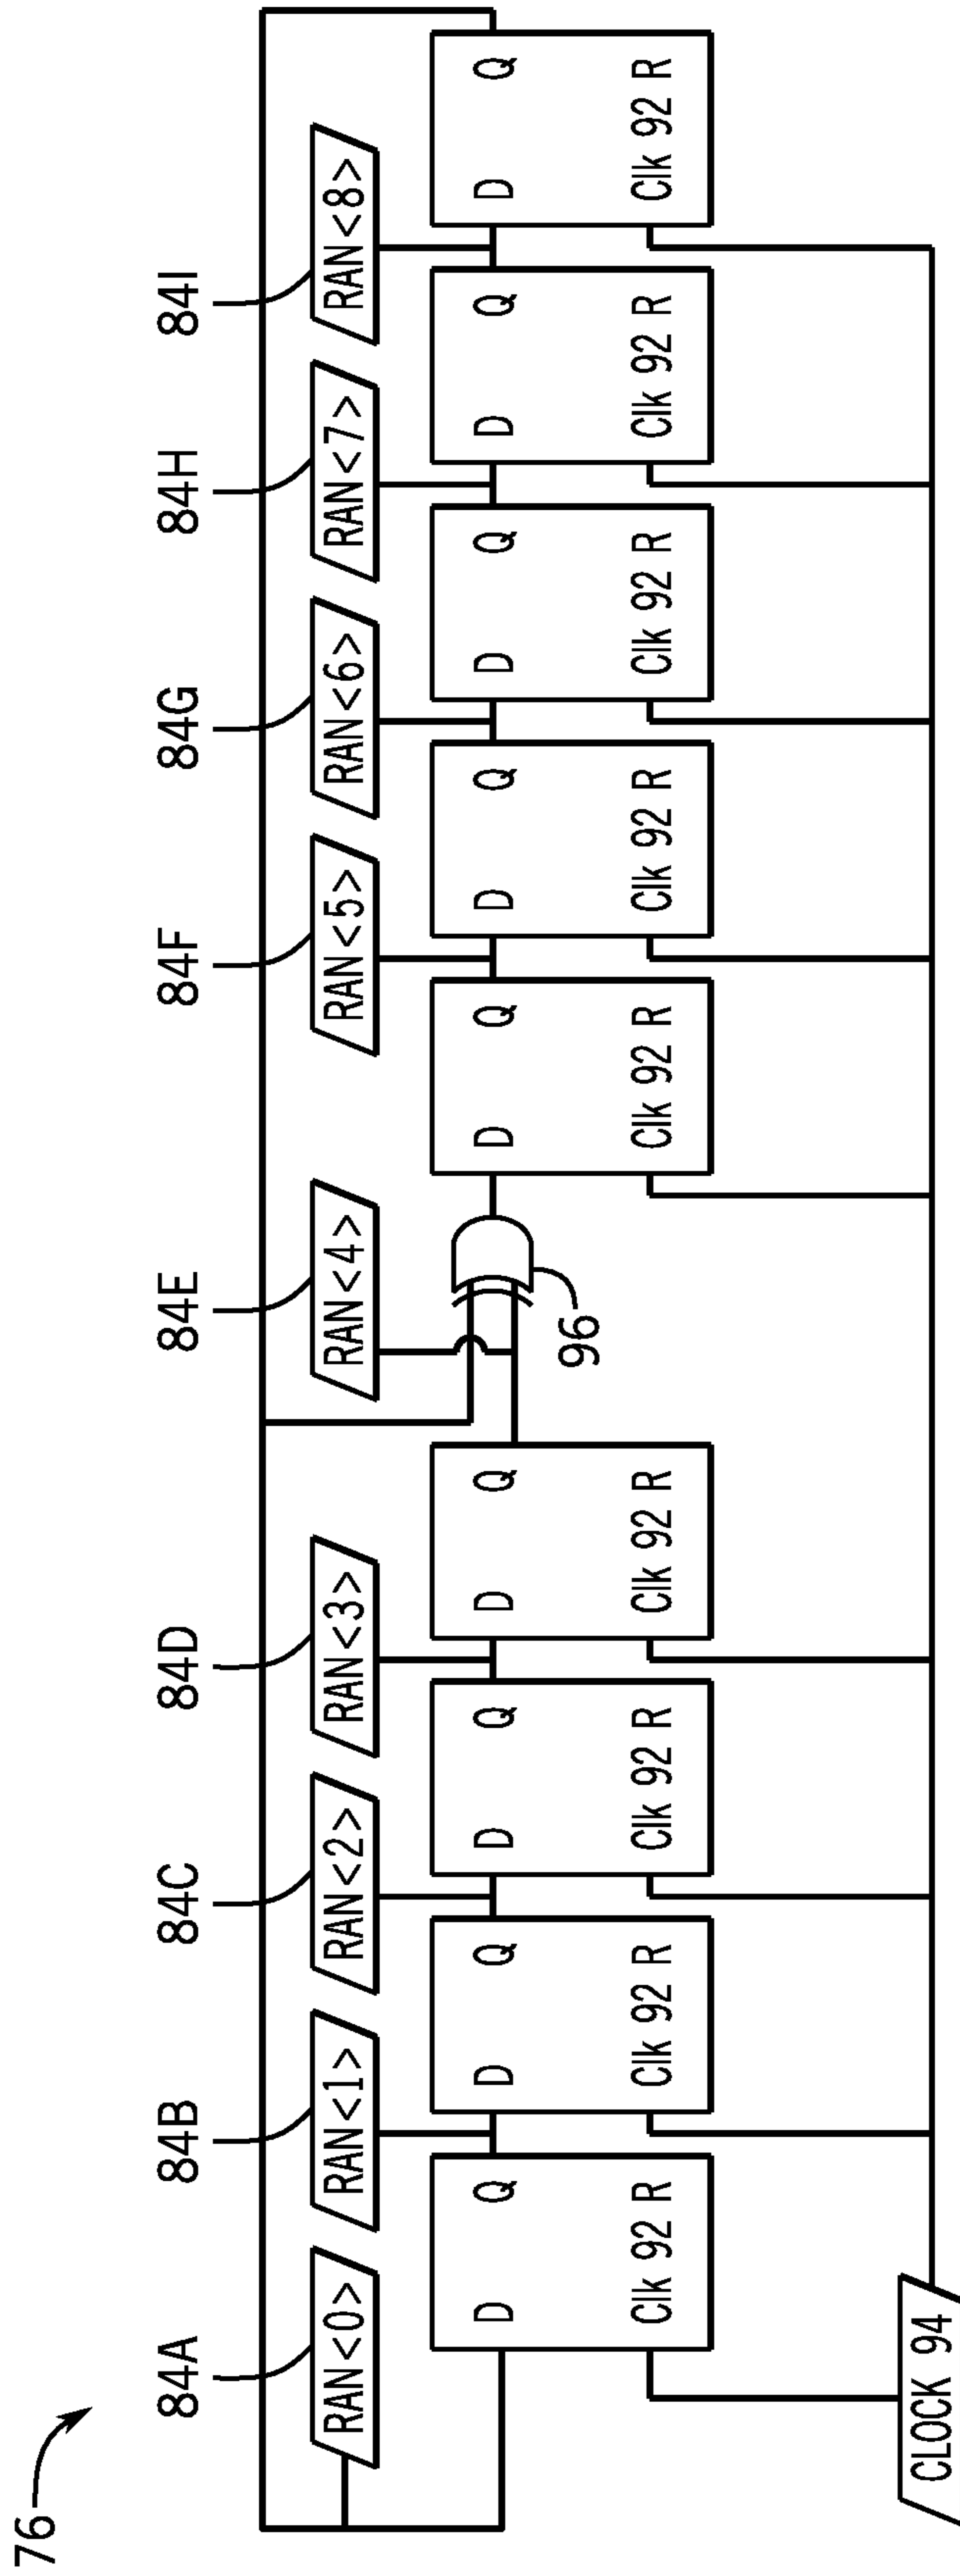 76
84A 84B 84C 84D 84E 84F 84G 84H 84I
RAN <0> RAN <1> RAN <2> RAN <3> RAN <4> RAN <5> RAN <6> RAN <7> RAN <8>
D Q D Q D Q D Q D Q D Q D Q D Q D Q
96
Clk 92 R Clk 92 R Clk 92 R Clk 92 R Clk 92 R Clk 92 R Clk 92 R Clk 92 R Clk 92 R
CLOCK 94